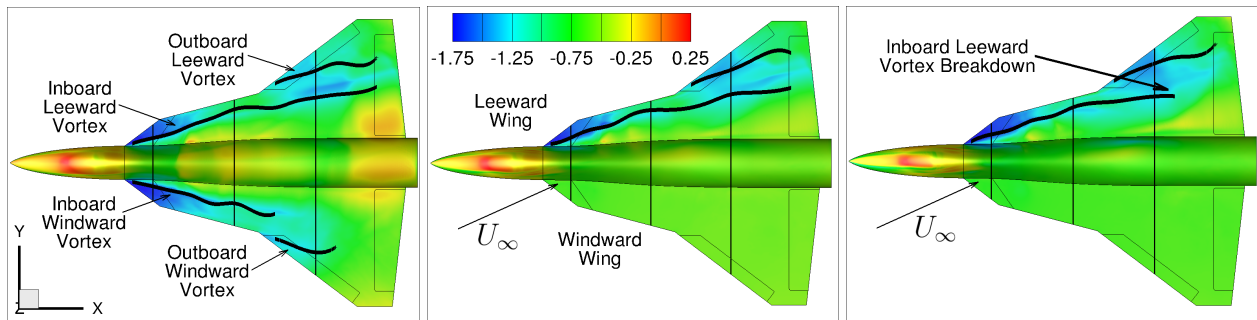 Outboard
Leeward
Vortex
Inboard
Leeward
Vortex
Inboard
Windward
Vortex
Outboard
Windward
Vortex
Y
Z
X
-1.75 -1.25 -0.75 -0.25 0.25
Leeward
Wing
U∞
Windward
Wing
Inboard Leeward
Vortex Breakdown
U∞